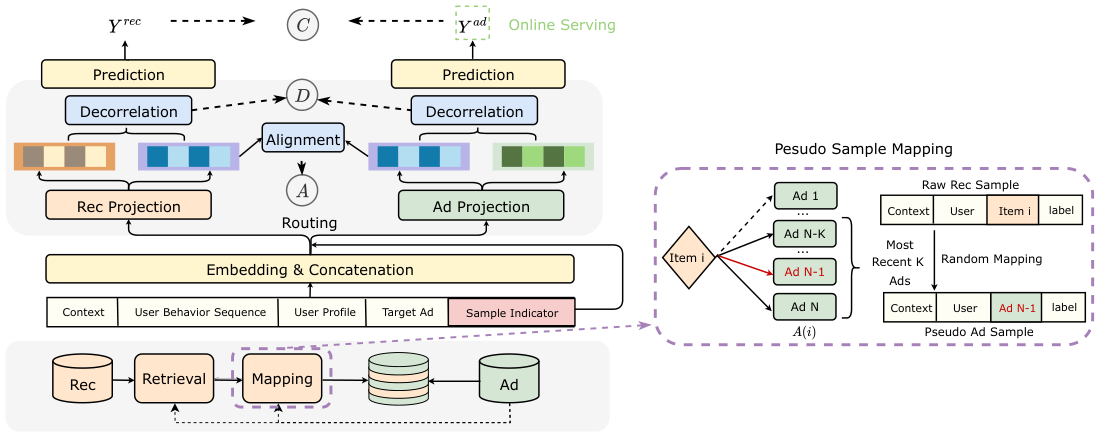 Y^rec
C
Y^ad
Online Serving
Prediction
Prediction
Decorrelation
D
Decorrelation
Alignment
A
Rec Projection
Ad Projection
Routing
Embedding & Concatenation
Context
User Behavior Sequence
User Profile
Target Ad
Sample Indicator
Rec
Retrieval
Mapping
Ad
Pesudo Sample Mapping
Item i
Ad 1
...
Ad N-K
...
Ad N-1
Ad N
A(i)
Raw Rec Sample
Context
User
Item i
label
Most
Recent K
Ads
Random Mapping
Context
User
Ad N-1
label
Pseudo Ad Sample